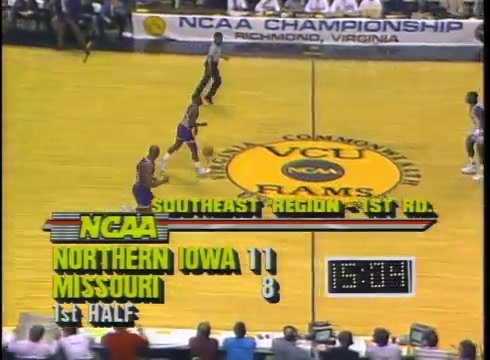 NCAA CHAMPIONSHIP
RICHMOND, VIRGINIA
VIRGINIA COMMONWEALTH
VCU
NCAA
RAMS
SOUTHEAST REGION - 1ST RD.
NCAA
NORTHERN IOWA 11
MISSOURI 8
1st HALF
15:04